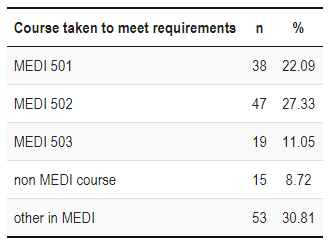 Course taken to meet requirements n %
MEDI 501 38 22.09
MEDI 502 47 27.33
MEDI 503 19 11.05
non MEDI course 15 8.72
other in MEDI 53 30.81